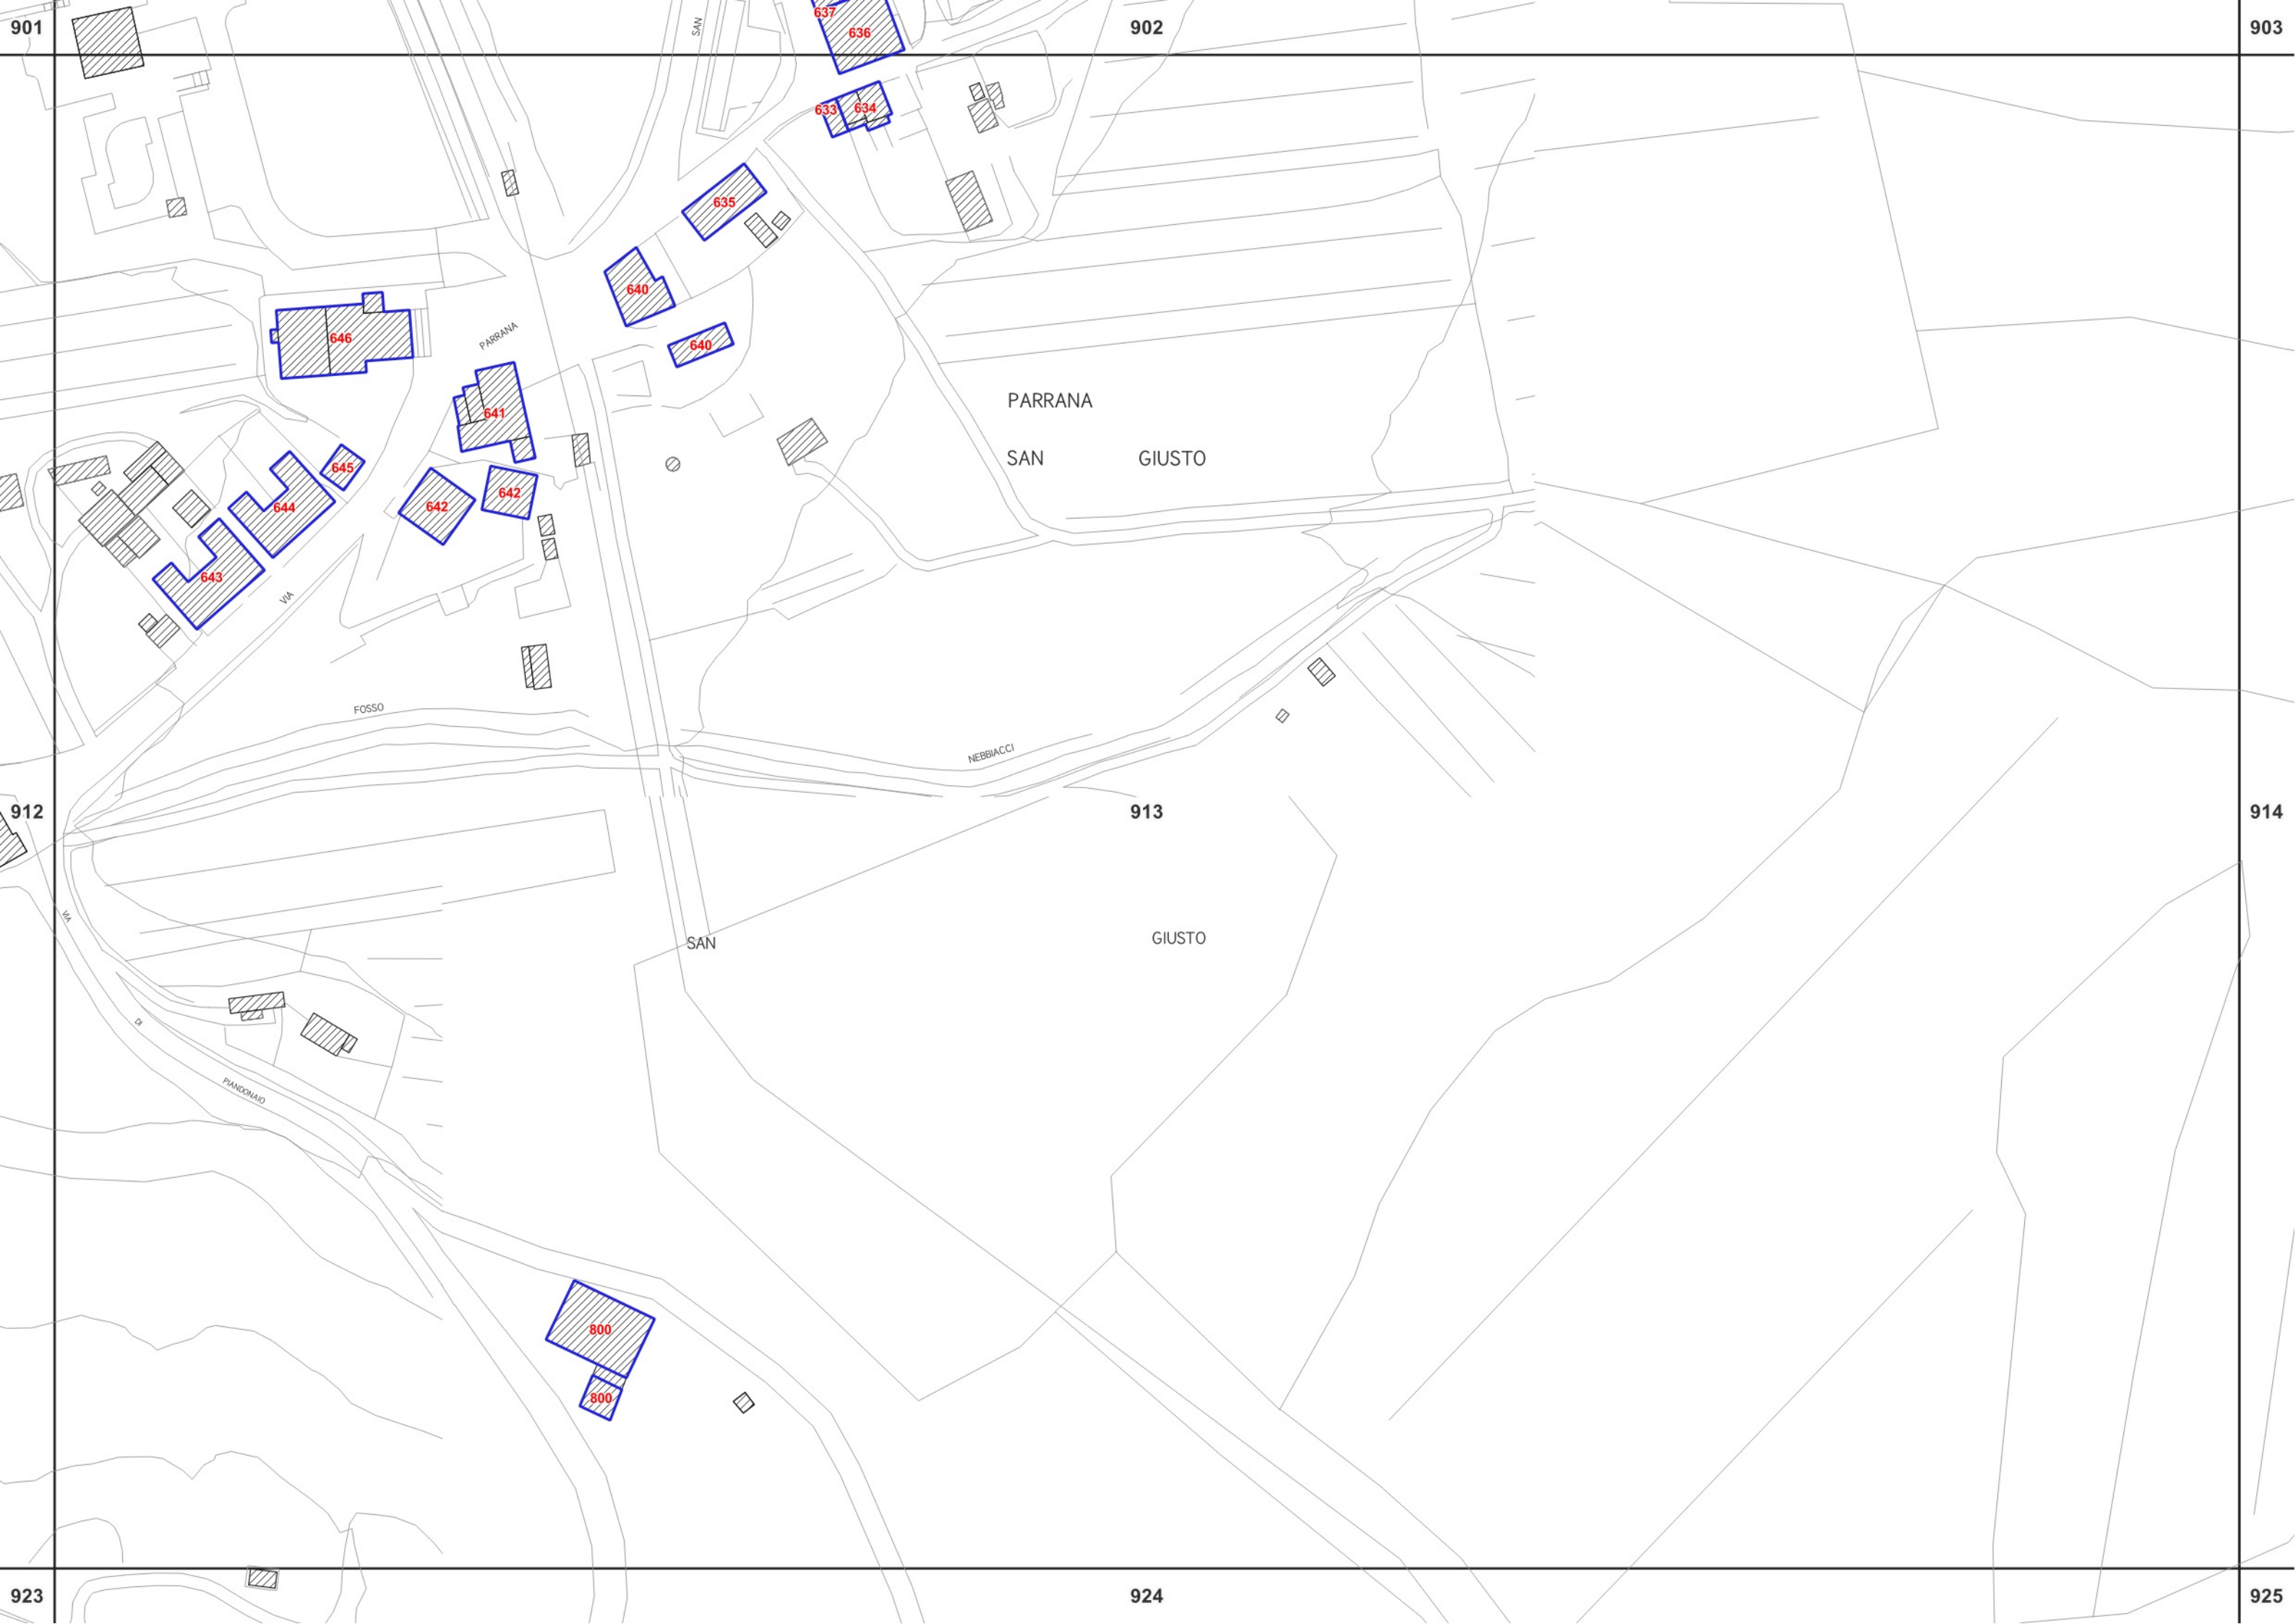 637
901
SAN
636
902
903
633
634
635
640
PARRANA
646
640
PARRANA
641
SAN
GIUSTO
645
642
642
644
643
VIA
FOSSO
NEBBIACCI
912
913
914
VIA
SAN
GIUSTO
DI
PIANDONAIO
800
800
923
924
925